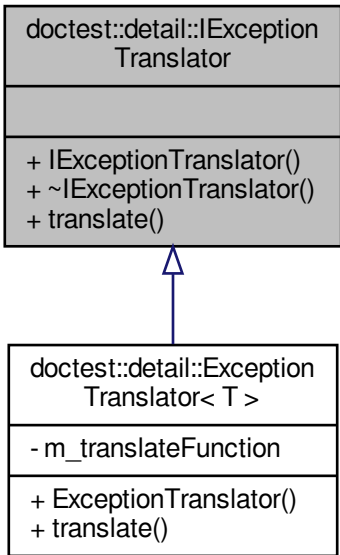 doctest::detail::IException
Translator
+ IExceptionTranslator()
+ ~IExceptionTranslator()
+ translate()
doctest::detail::Exception
Translator< T >
- m_translateFunction
+ ExceptionTranslator()
+ translate()